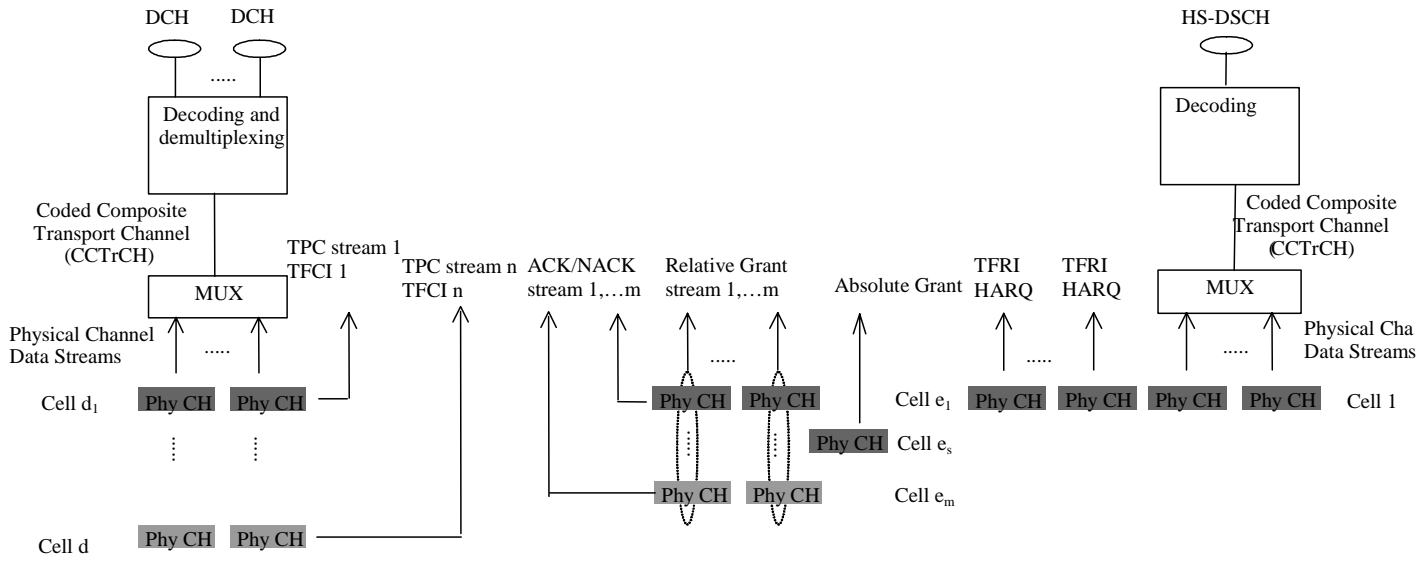 DCH DCH
.....
Decoding and
demultiplexing
Coded Composite
Transport Channel
(CCTrCH)
MUX
Physical Channel
Data Streams
.....
TPC stream 1
TFCI 1
TPC stream n
TFCI n
ACK/NACK
stream 1,…m
Relative Grant
stream 1,…m
.....
Absolute Grant
TFRI
HARQ
TFRI
HARQ
.....
HS-DSCH
Decoding
Coded Composite
Transport Channel
(CCTrCH)
MUX
Physical Cha
Data Streams
.....
Cell d1 Phy CH Phy CH
Phy CH Phy CH Cell e1
Phy CH Phy CH Phy CH Phy CH Cell 1
Phy CH Cell es
Phy CH Phy CH Cell em
Cell d Phy CH Phy CH